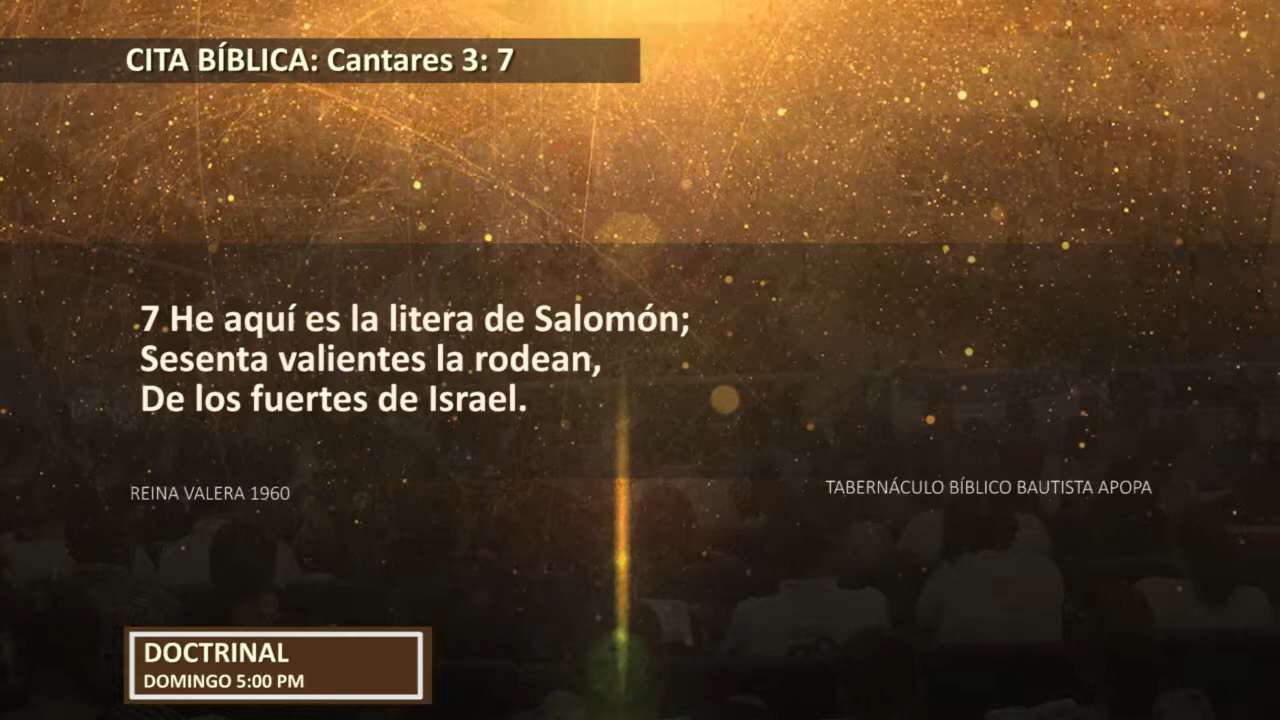 CITA BÍBLICA: Cantares 3: 7
7 He aquí es la litera de Salomón;
Sesenta valientes la rodean,
De los fuertes de Israel.
REINA VALERA 1960
TABERNÁCULO BÍBLICO BAUTISTA APOPA
DOCTRINAL
DOMINGO 5:00 PM